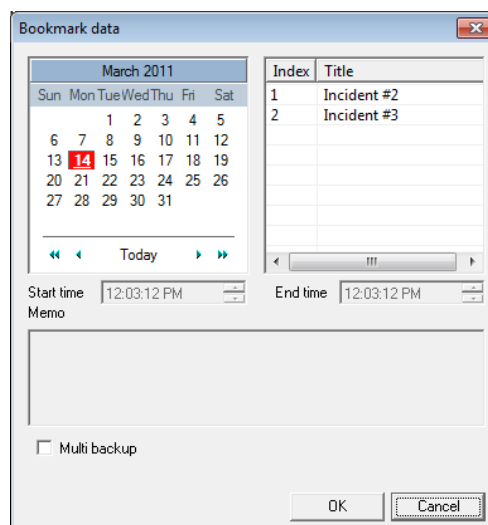 Bookmark data
March 2011
Sun Mon Tue Wed Thu Fri Sat
1 2 3 4 5
6 7 8 9 10 11 12
13 14 15 16 17 18 19
20 21 22 23 24 25 26
27 28 29 30 31
Today
Index Title
1 Incident #2
2 Incident #3
Start time 12:03:12 PM
End time 12:03:12 PM
Memo
Multi backup
OK Cancel